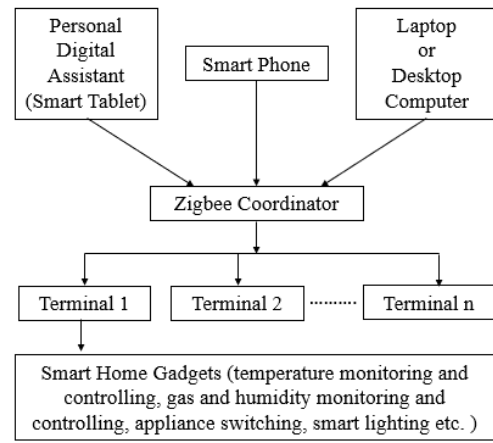 Personal
Digital
Assistant
(Smart Tablet)
Smart Phone
Laptop
or
Desktop
Computer
Zigbee Coordinator
Terminal 1
Terminal 2
..........
Terminal n
Smart Home Gadgets (temperature monitoring and
controlling, gas and humidity monitoring and
controlling, appliance switching, smart lighting etc. )